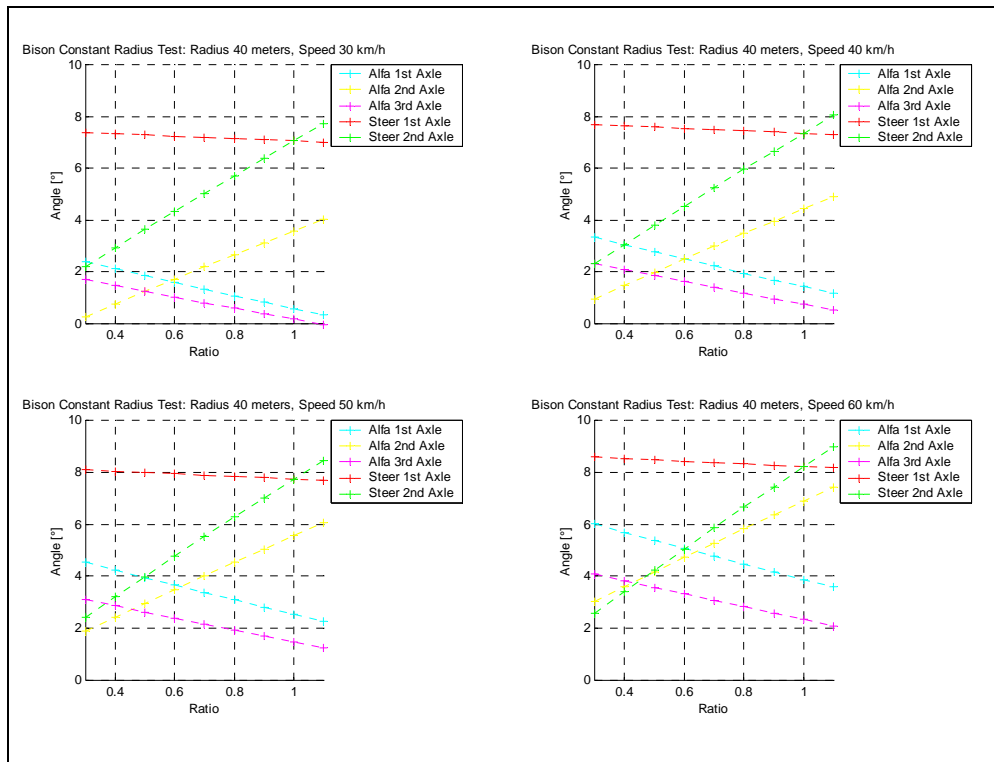 Bison Constant Radius Test: Radius 40 meters, Speed 30 km/h
10
8
6
4
2
0
Angle [°]
0.4 0.6 0.8 1
Ratio
Alfa 1st Axle
Alfa 2nd Axle
Alfa 3rd Axle
Steer 1st Axle
Steer 2nd Axle
Bison Constant Radius Test: Radius 40 meters, Speed 40 km/h
10
8
6
4
2
0
Angle [°]
0.4 0.6 0.8 1
Ratio
Alfa 1st Axle
Alfa 2nd Axle
Alfa 3rd Axle
Steer 1st Axle
Steer 2nd Axle
Bison Constant Radius Test: Radius 40 meters, Speed 50 km/h
10
8
6
4
2
0
Angle [°]
0.4 0.6 0.8 1
Ratio
Alfa 1st Axle
Alfa 2nd Axle
Alfa 3rd Axle
Steer 1st Axle
Steer 2nd Axle
Bison Constant Radius Test: Radius 40 meters, Speed 60 km/h
10
8
6
4
2
0
Angle [°]
0.4 0.6 0.8 1
Ratio
Alfa 1st Axle
Alfa 2nd Axle
Alfa 3rd Axle
Steer 1st Axle
Steer 2nd Axle